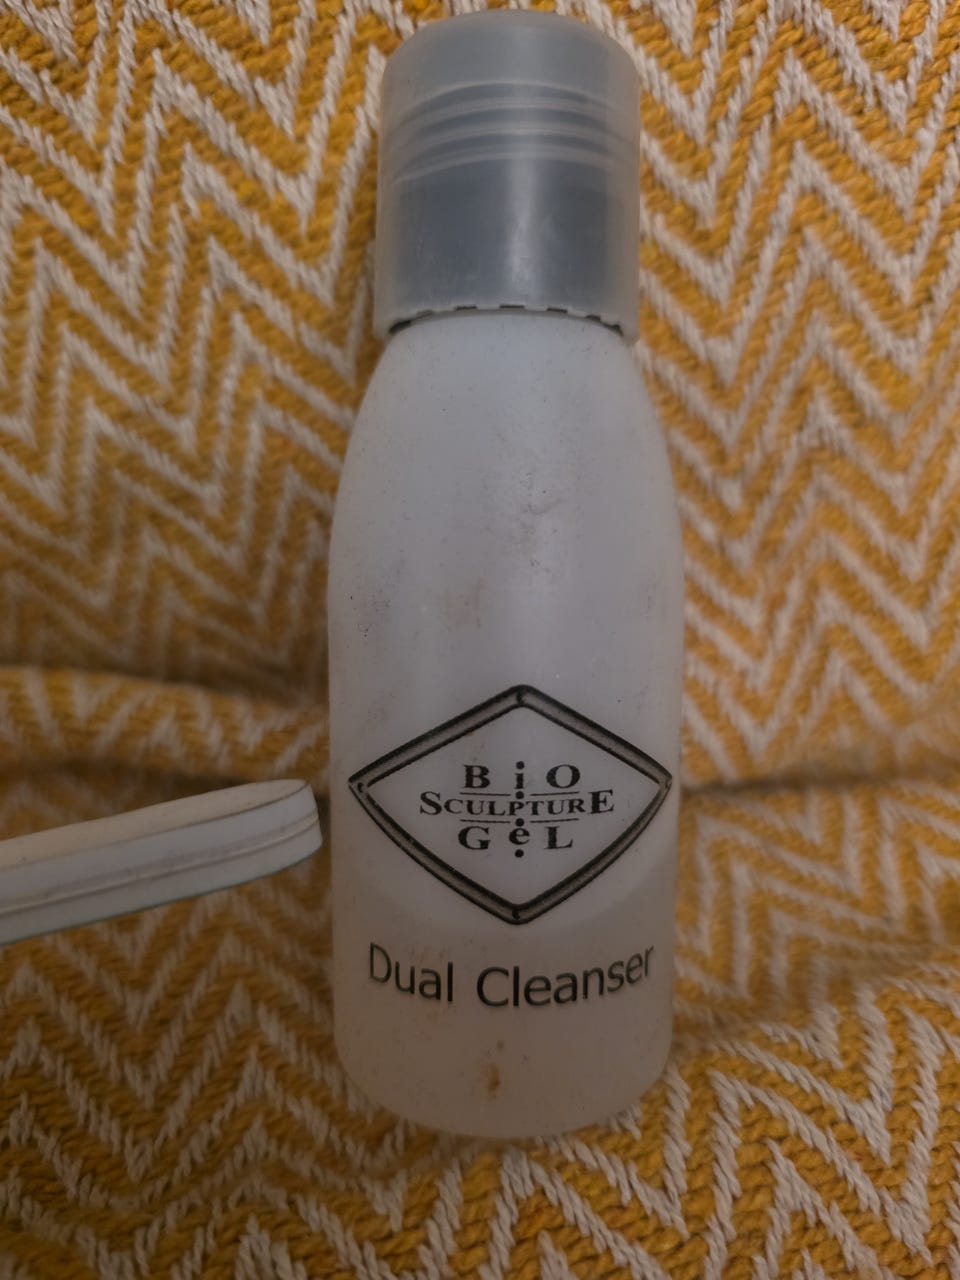 BiO
SCULPTURE
GeL
Dual Cleanser